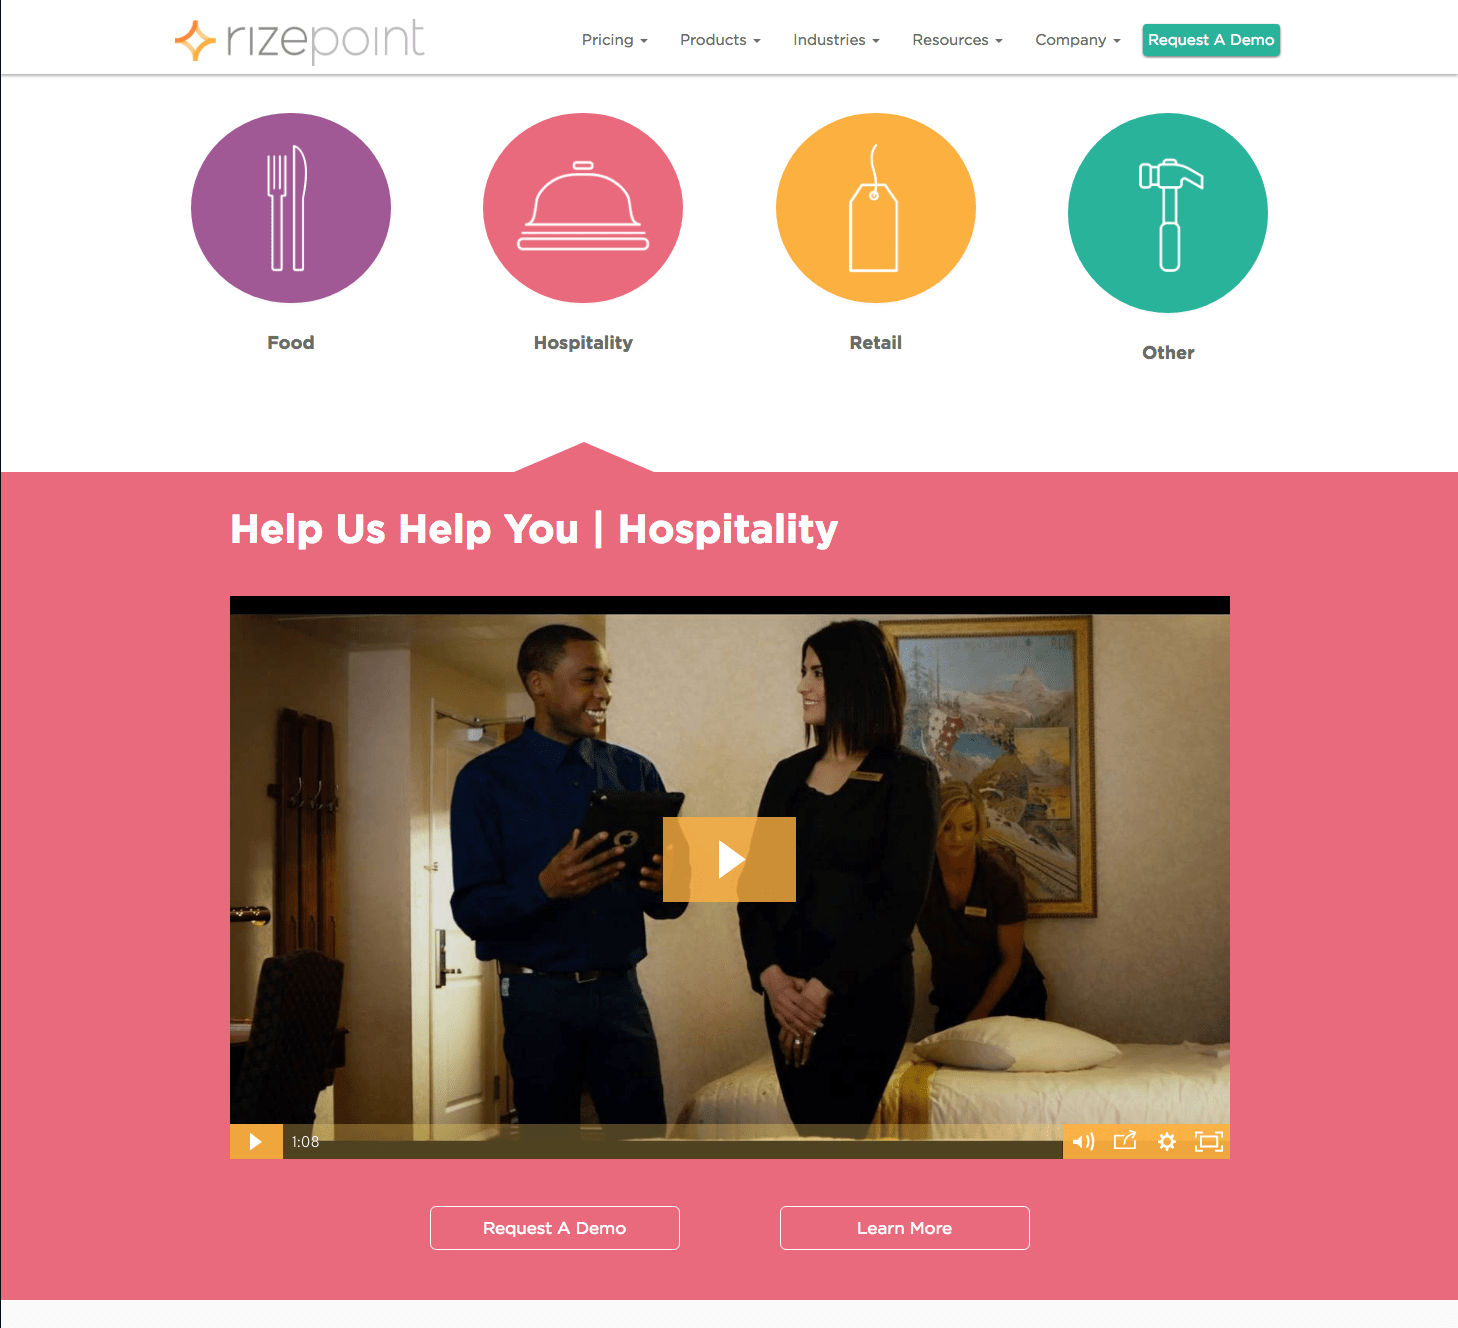 rizepoint
Pricing
Products
Industries
Resources
Company
Request A Demo
Food
Hospitality
Retail
Other
Help Us Help You | Hospitality
1:08
Request A Demo
Learn More